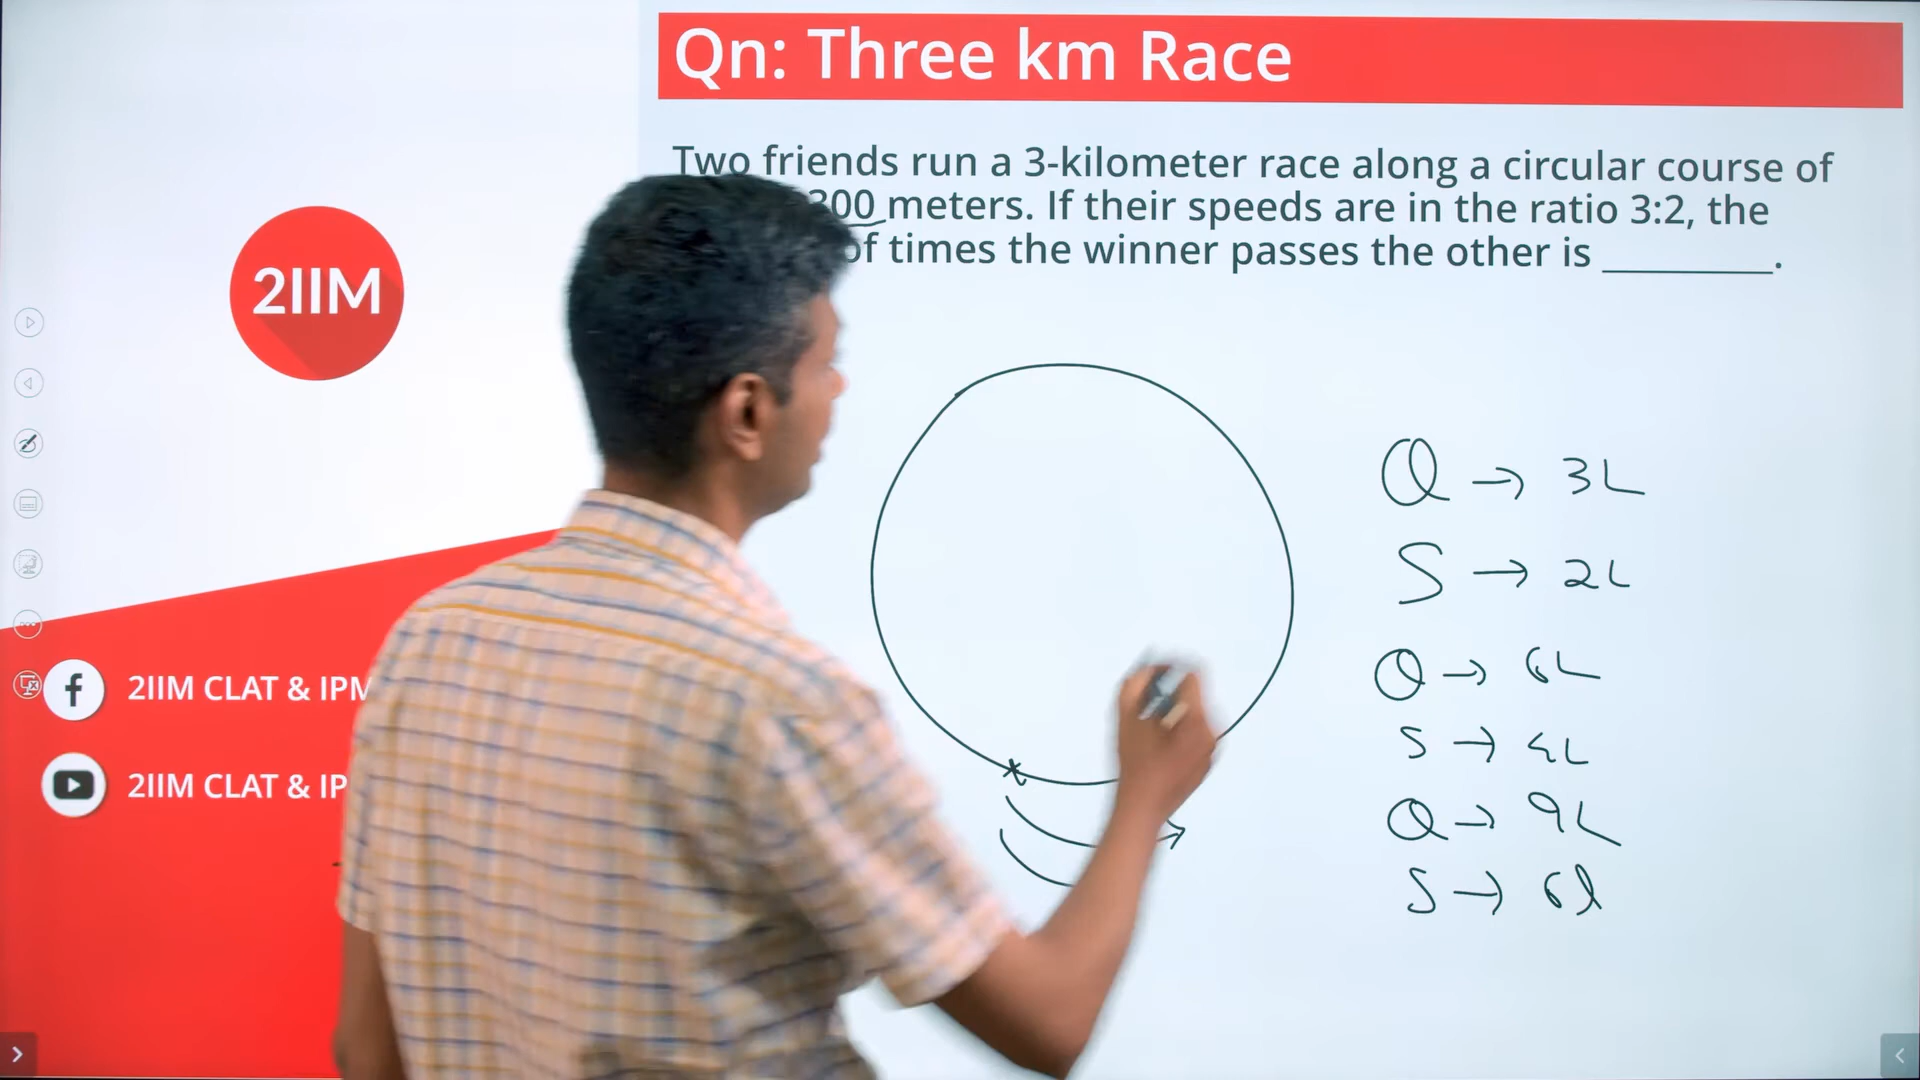 Qn: Three km Race
Two friends run a 3-kilometer race along a circular course of
300 meters. If their speeds are in the ratio 3:2, the
of times the winner passes the other is ________.
2IIM
Q → 3L
S → 2L
Q → 6L
S → 4L
Q → 9L
S → 6l
2IIM CLAT & IPM
2IIM CLAT & IP